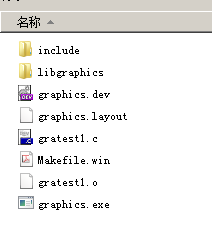 名称
include
libgraphics
graphics.dev
graphics.layout
gratest1.c
Makefile.win
gratest1.o
graphics.exe